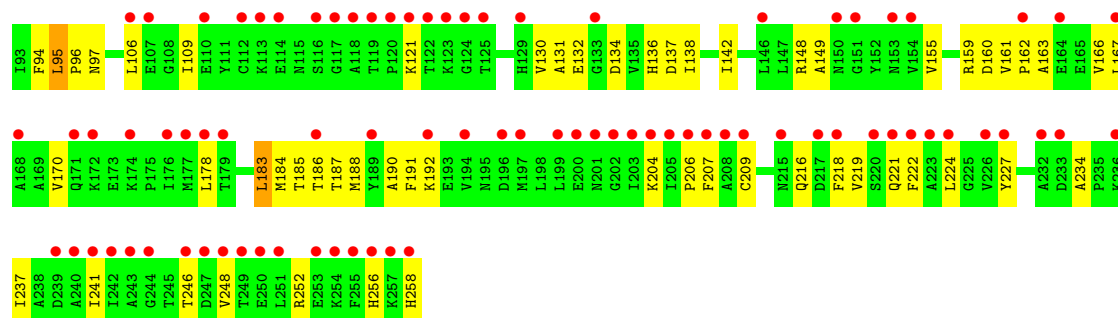 I93 F94 L95 P96 N97 L106 E107 G108 I109 E110 Y111 C112 K113 E114 N115 S116 G117 A118 T119 P120 K121 T122 K123 G124 T125 H129 V130 A131 E132 G133 D134 V135 H136 D137 I138 I142 L146 L147 R148 A149 N150 G151 Y152 N153 V154 V155 R159 D160 V161 P162 A163 E164 E165 V166 L167
A168 A169 V170 Q171 K172 E173 K174 P175 I176 M177 L178 T179 L183 M184 T185 T186 T187 M188 Y189 A190 F191 K192 E193 V194 N195 D196 M197 L198 L199 E200 N201 G202 I203 K204 I205 P206 F207 A208 C209 N215 Q216 D217 F218 V219 S220 Q221 F222 A223 L224 G225 V226 Y227 A232 D233 A234 P235 K236
I237 A238 D239 A240 I241 I242 A243 G244 T245 T246 D247 V248 T249 E250 L251 R252 E253 K254 F255 H256 K257 H258